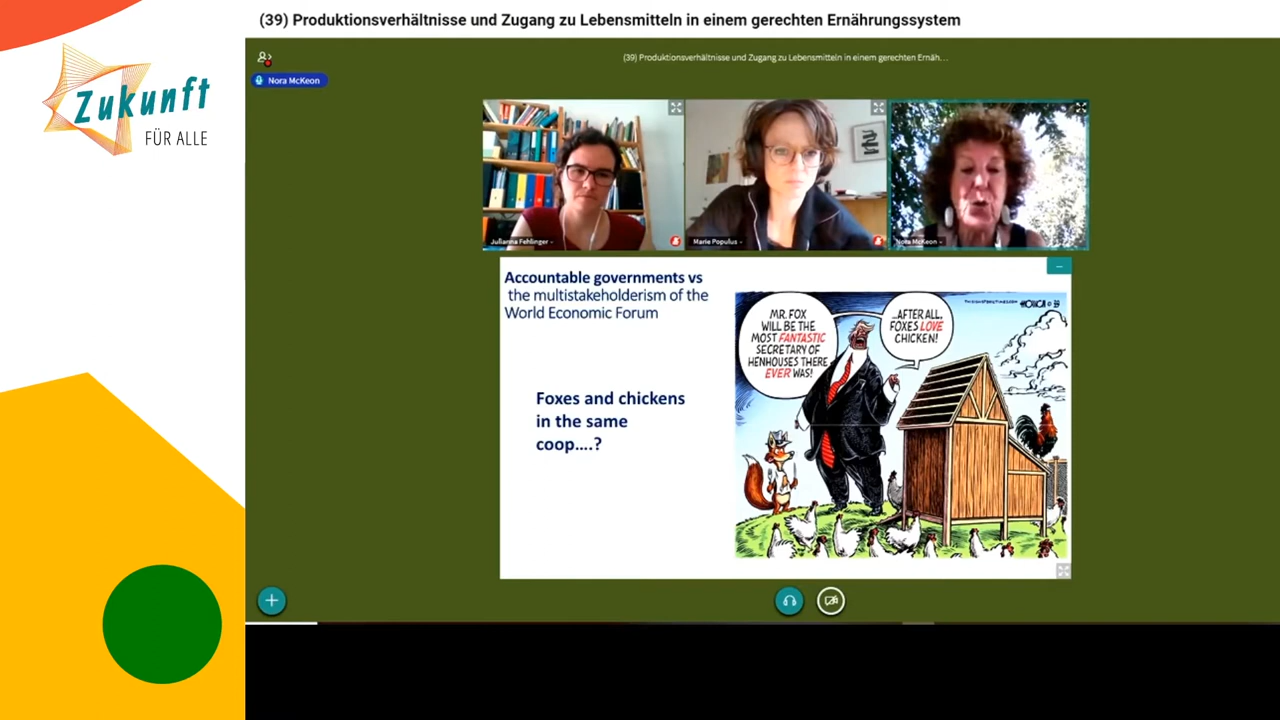 (39) Produktionsverhältnisse und Zugang zu Lebensmitteln in einem gerechten Ernährungssystem
Zukunft
FÜR ALLE
(39) Produktionsverhältnisse und Zugang zu Lebensmitteln in einem gerechten Ernäh…
Nora McKeon
Julianna Fehlinger
Marie Populus
Nora McKeon
Accountable governments vs
the multistakeholderism of the
World Economic Forum
Foxes and chickens
in the same
coop....?
MR. FOX
WILL BE THE
MOST FANTASTIC
SECRETARY OF
HENHOUSES THERE
EVER WAS!
...AFTER ALL,
FOXES LOVE
CHICKEN!